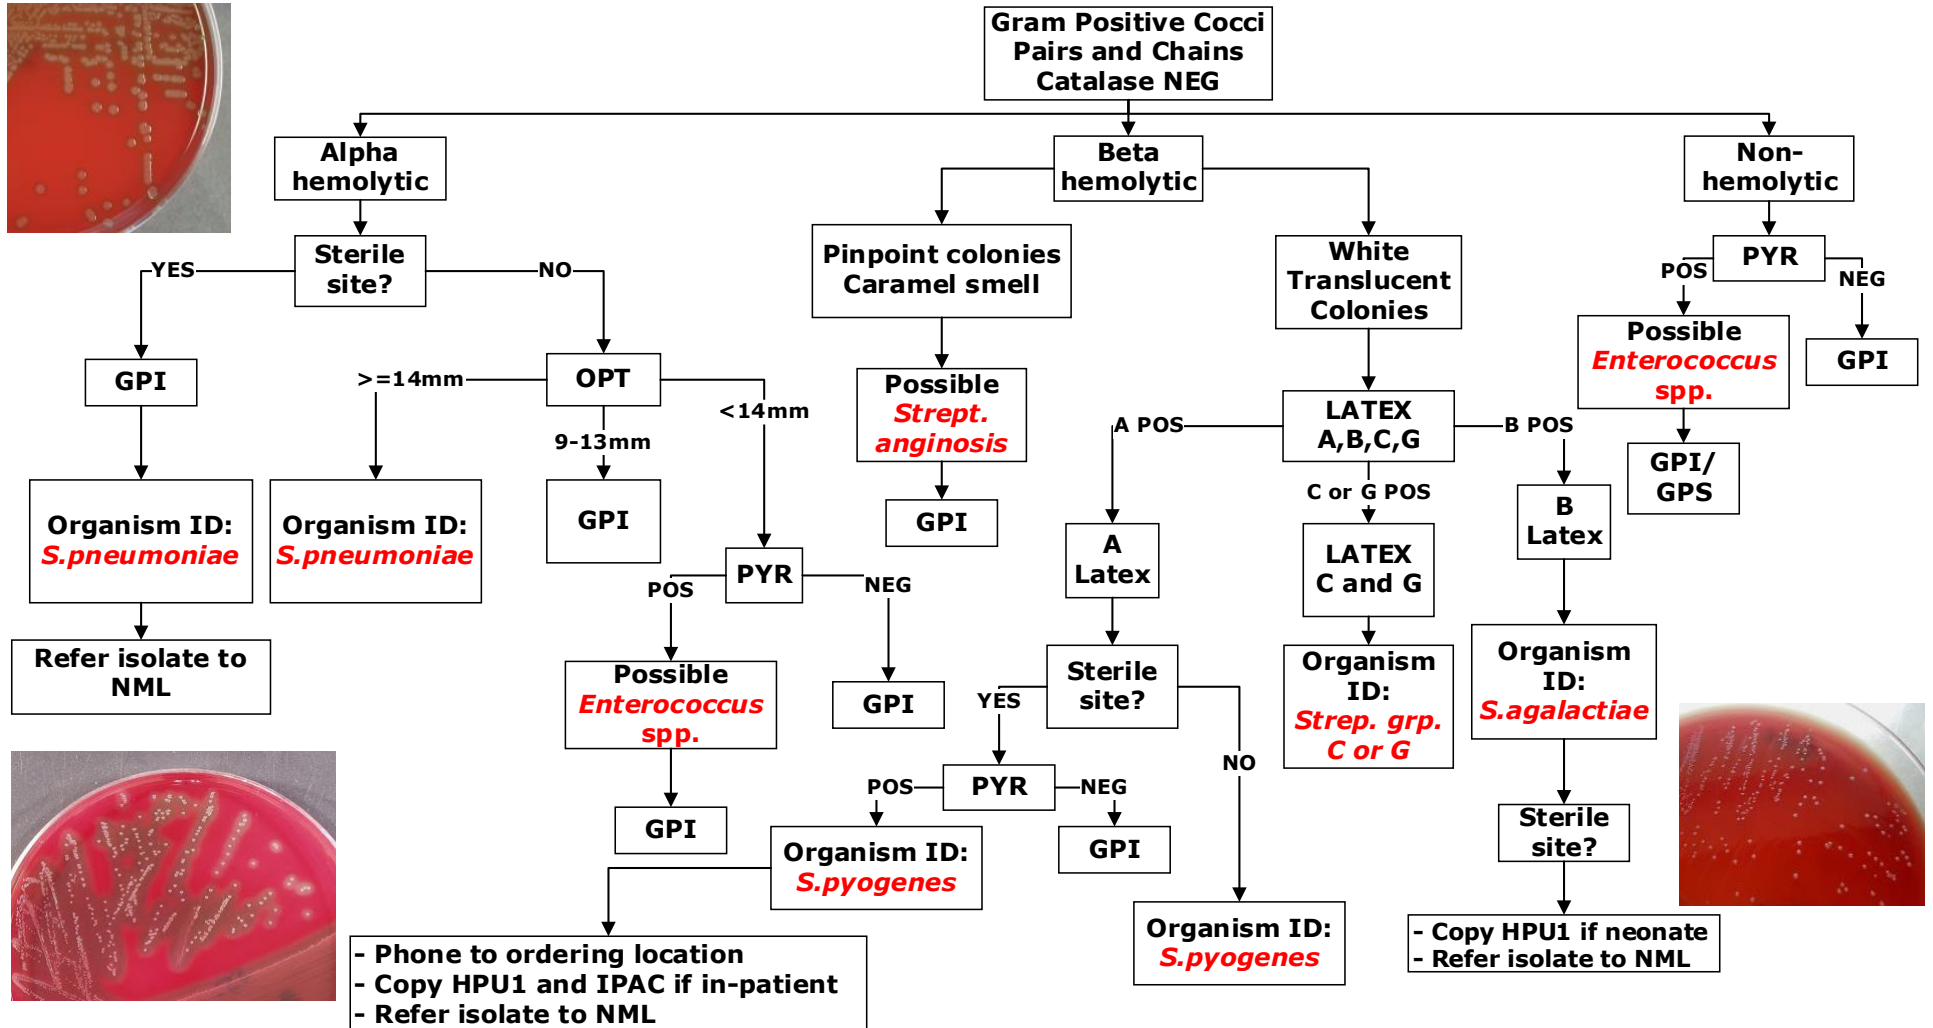 Gram Positive Cocci
Pairs and Chains
Catalase NEG
Alpha
hemolytic
Beta
hemolytic
Non-
hemolytic
Sterile
site?
YES
NO
GPI
Organism ID:
S.pneumoniae
Refer isolate to
NML
OPT
>=14mm
9-13mm
<14mm
Organism ID:
S.pneumoniae
GPI
PYR
POS
NEG
Possible
Enterococcus
spp.
GPI
GPI
Pinpoint colonies
Caramel smell
Possible
Strept.
anginosis
GPI
White
Translucent
Colonies
LATEX
A,B,C,G
A POS
C or G POS
B POS
A
Latex
Sterile
site?
YES
NO
PYR
POS
NEG
Organism ID:
S.pyogenes
GPI
- Phone to ordering location
- Copy HPU1 and IPAC if in-patient
- Refer isolate to NML
Organism ID:
S.pyogenes
LATEX
C and G
Organism
ID:
Strep. grp.
C or G
B
Latex
Organism
ID:
S.agalactiae
Sterile
site?
- Copy HPU1 if neonate
- Refer isolate to NML
PYR
POS
NEG
Possible
Enterococcus
spp.
GPI/
GPS
GPI